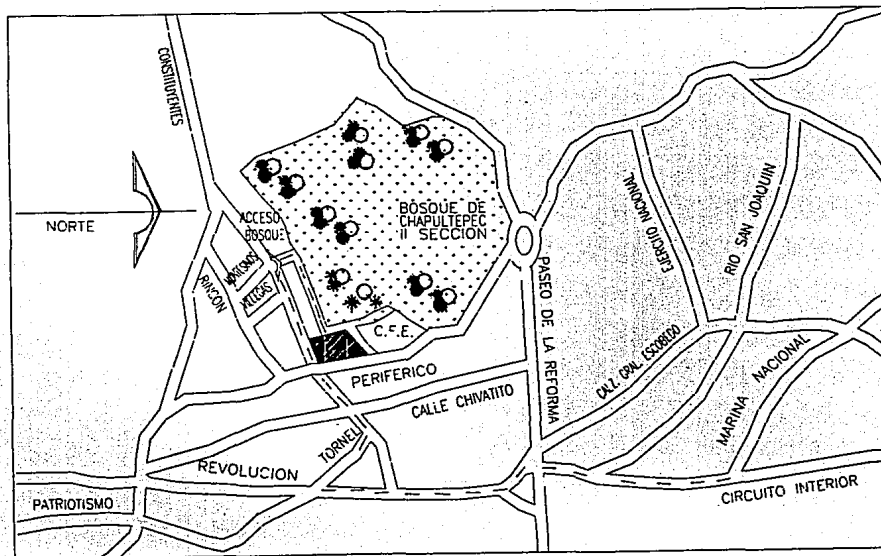 CONSTITUYENTES
NORTE
ACCESO
BOSQUE
BOSQUE DE
CHAPULTEPEC
II SECCION
RINCON
VILLEGAS
C.F.E.
PERIFERICO
CALLE CHIVATITO
TORNEL
REVOLUCION
PATRIOTISMO
PASEO DE LA REFORMA
EJERCITO NACIONAL
RIO SAN JOAQUIN
CALZ. GRAL. ESCOBEDO
MARINA NACIONAL
CIRCUITO INTERIOR